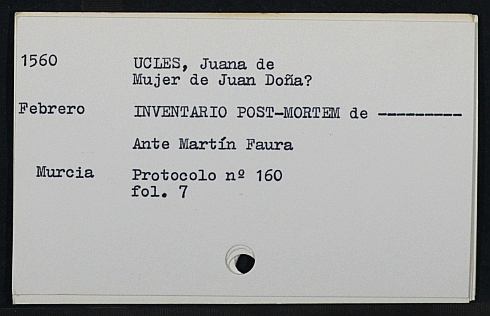 1560 UCLES, Juana de
Mujer de Juan Doña?
Febrero INVENTARIO POST-MORTEM de ---------
Ante Martín Faura
Murcia Protocolo nº 160
fol. 7